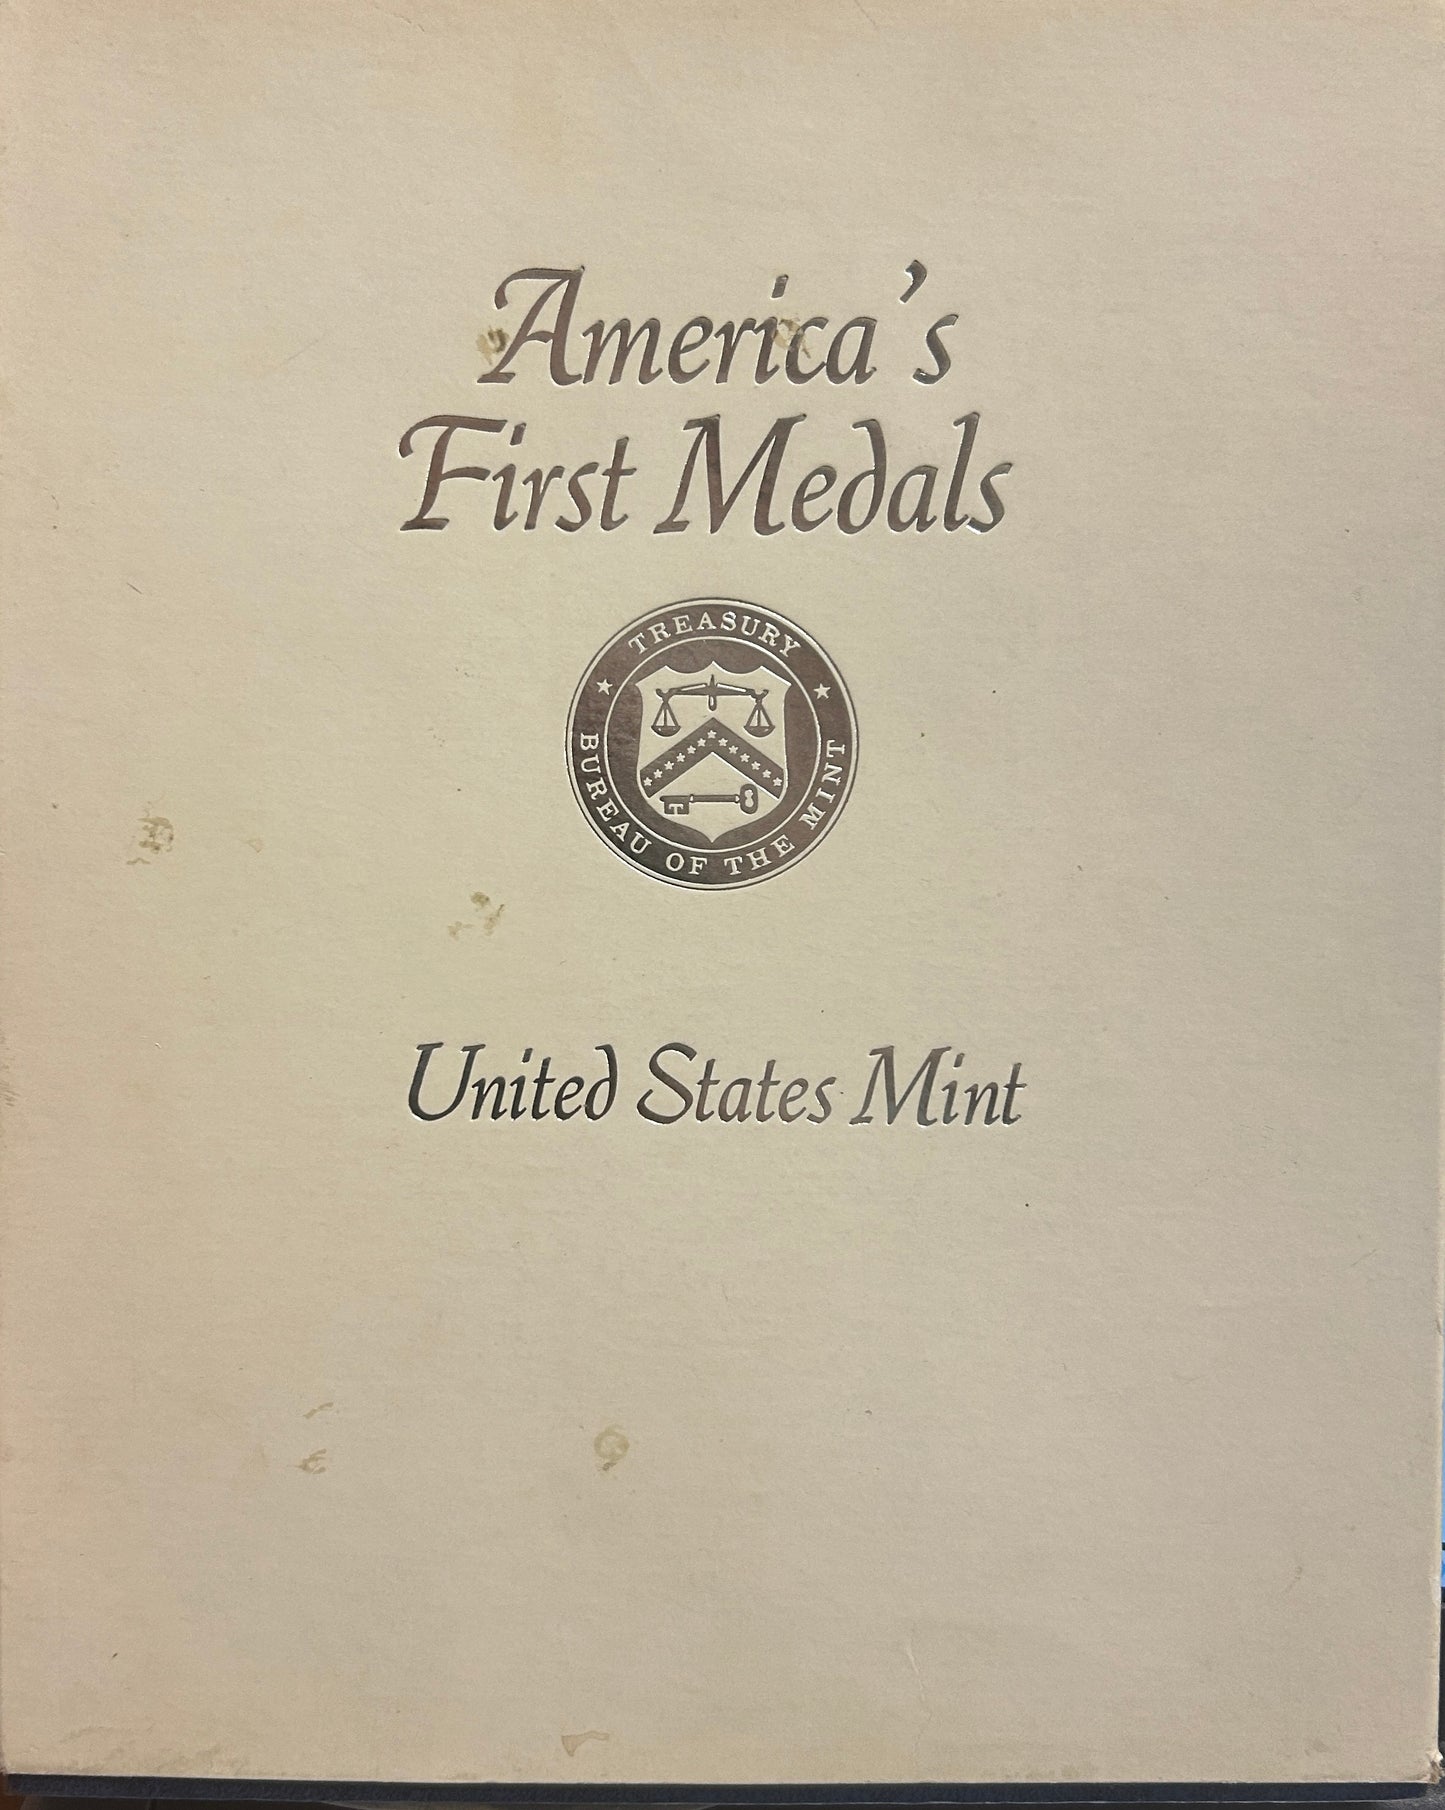 America's
First Medals
TREASURY
BUREAU OF THE MINT
T
United States Mint